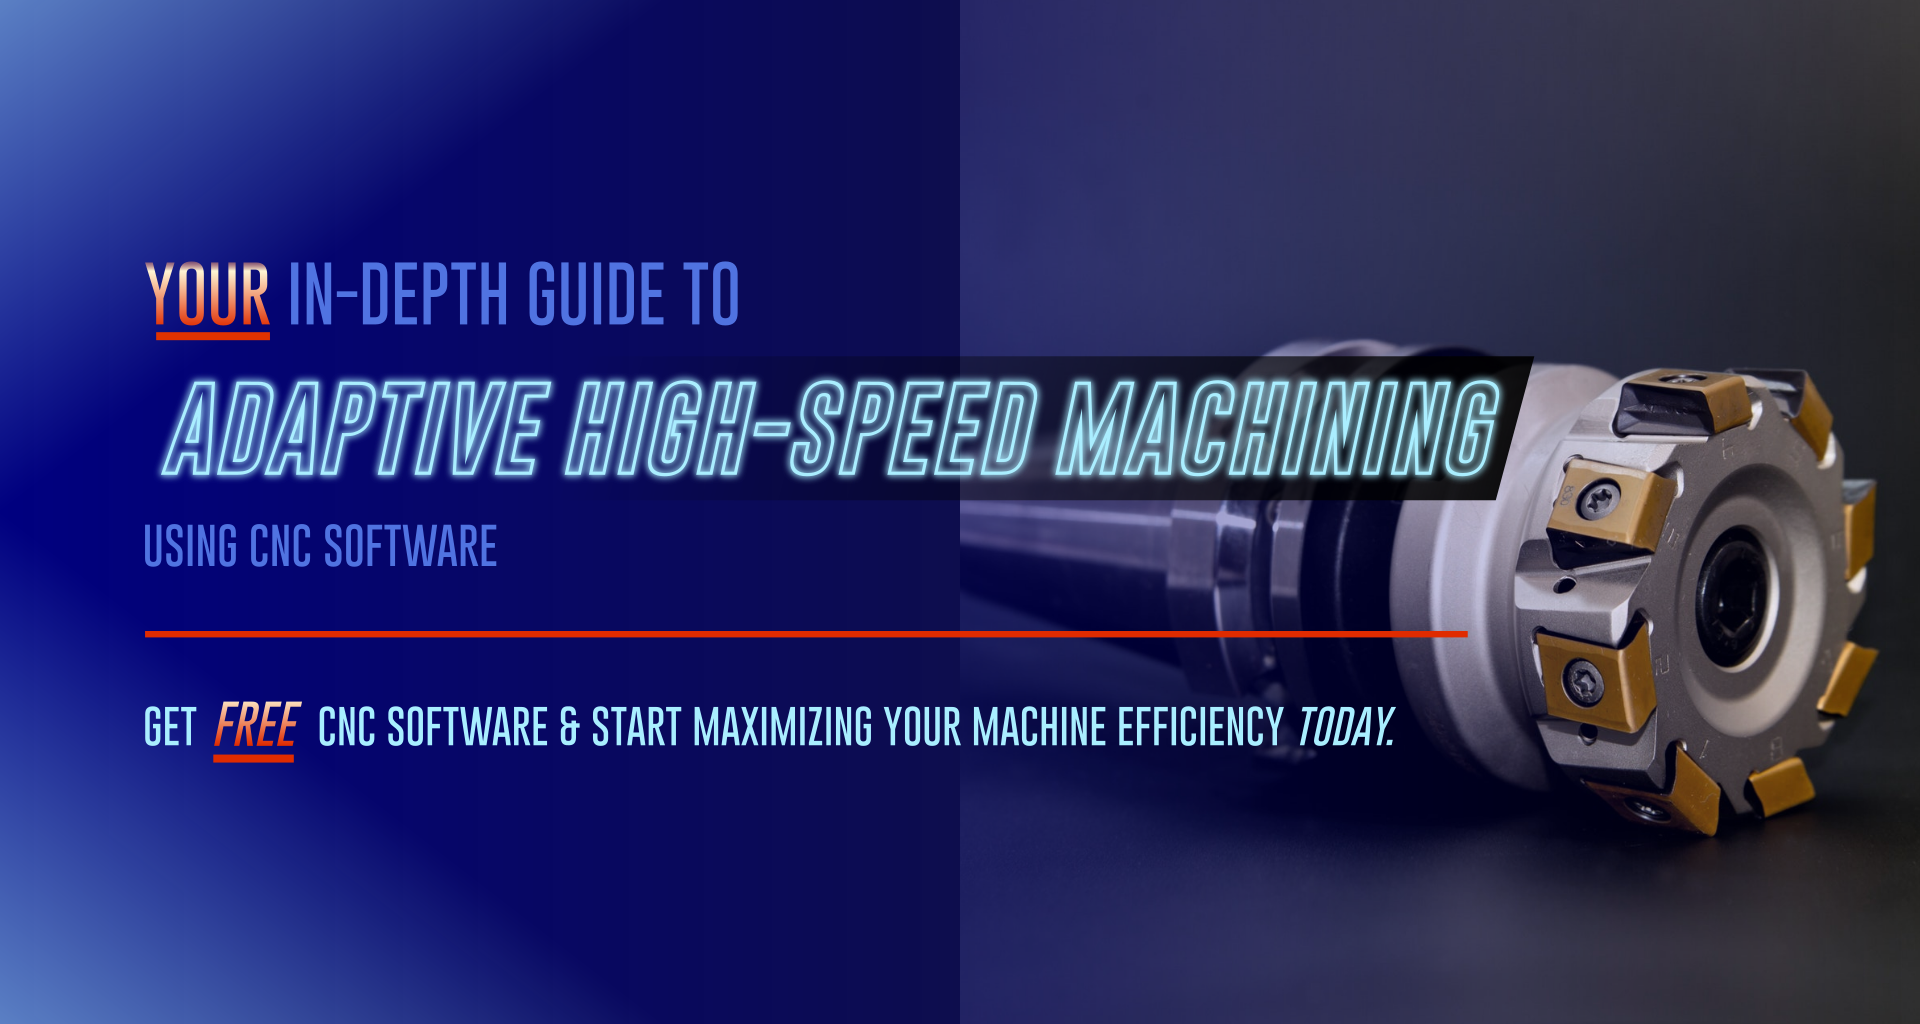 YOUR IN-DEPTH GUIDE TO
ADAPTIVE HIGH-SPEED MACHINING
USING CNC SOFTWARE
GET FREE CNC SOFTWARE & START MAXIMIZING YOUR MACHINE EFFICIENCY TODAY.